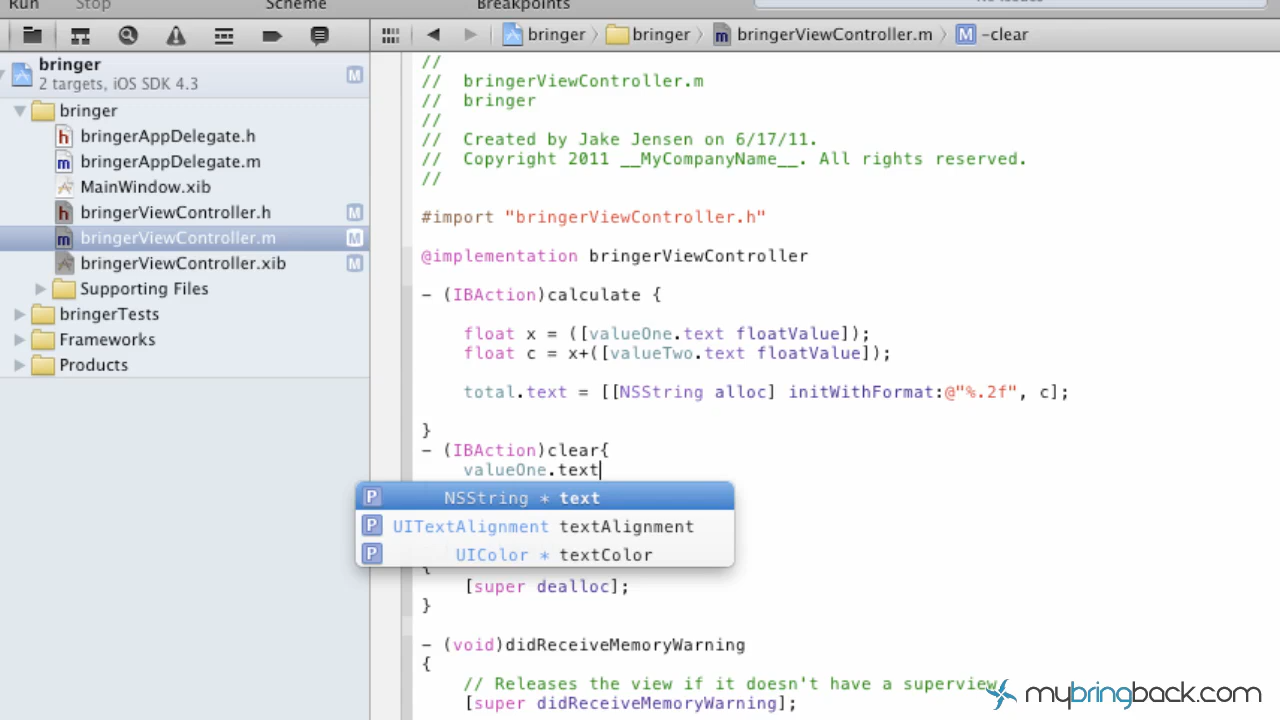 Run Stop Scheme Breakpoints No Issues
bringer bringer bringerViewController.m -clear
bringer
2 targets, iOS SDK 4.3
M
bringer
bringerAppDelegate.h
bringerAppDelegate.m
MainWindow.xib
bringerViewController.h M
bringerViewController.m M
bringerViewController.xib M
Supporting Files
bringerTests
Frameworks
Products
//
// bringerViewController.m
// bringer
//
// Created by Jake Jensen on 6/17/11.
// Copyright 2011 __MyCompanyName__. All rights reserved.
//
#import "bringerViewController.h"
@implementation bringerViewController
- (IBAction)calculate {
float x = ([valueOne.text floatValue]);
float c = x+([valueTwo.text floatValue]);
total.text = [[NSString alloc] initWithFormat:@"%.2f", c];
}
- (IBAction)clear{
valueOne.text
P NSString * text
P UITextAlignment textAlignment
P UIColor * textColor
{
[super dealloc];
}
- (void)didReceiveMemoryWarning
{
// Releases the view if it doesn't have a superview
[super didReceiveMemoryWarning];
mybringback.com